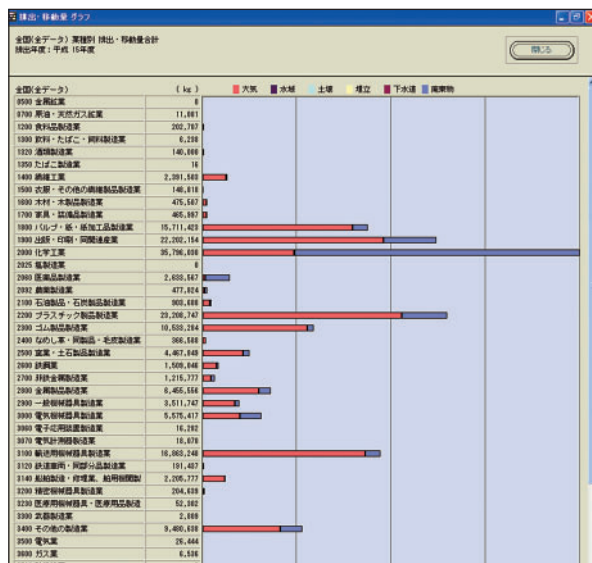 排出・移動量 グラフ
全国(全データ) 業種別 排出・移動量合計
排出年度：平成 15年度
閉じる
全国(全データ) ( kg ) 大気 水域 土壌 埋立 下水道 廃棄物
0500 金属鉱業 0
0700 原油・天然ガス鉱業 11,081
1200 食料品製造業 202,787
1300 飲料・たばこ・飼料製造業 6,230
1320 酒類製造業 140,000
1350 たばこ製造業 16
1400 繊維工業 2,391,503
1500 衣服・その他の繊維製品製造業 148,818
1600 木材・木製品製造業 475,507
1700 家具・装備品製造業 465,997
1800 パルプ・紙・紙加工品製造業 15,711,423
1900 出版・印刷・同関連産業 22,202,154
2000 化学工業 35,796,030
2025 塩製造業 0
2060 医薬品製造業 2,633,567
2092 農薬製造業 477,824
2100 石油製品・石炭製品製造業 903,686
2200 プラスチック製品製造業 23,208,747
2300 ゴム製品製造業 10,533,284
2400 なめし革・同製品・毛皮製造業 366,580
2500 窯業・土石製品製造業 4,467,849
2600 鉄鋼業 1,509,046
2700 非鉄金属製造業 1,215,777
2800 金属製品製造業 6,455,556
2900 一般機械器具製造業 3,511,747
3000 電気機械器具製造業 5,575,417
3060 電子応用装置製造業 16,292
3070 電気計測器製造業 18,078
3100 輸送用機械器具製造業 16,863,248
3120 鉄道車両・同部分品製造業 191,407
3140 船舶製造・修理業、舶用機関製 2,205,777
3200 精密機械器具製造業 204,639
3230 医療用機械器具・医療用品製造 52,302
3300 武器製造業 2,889
3400 その他の製造業 9,480,630
3500 電気業 26,444
3600 ガス業 6,536